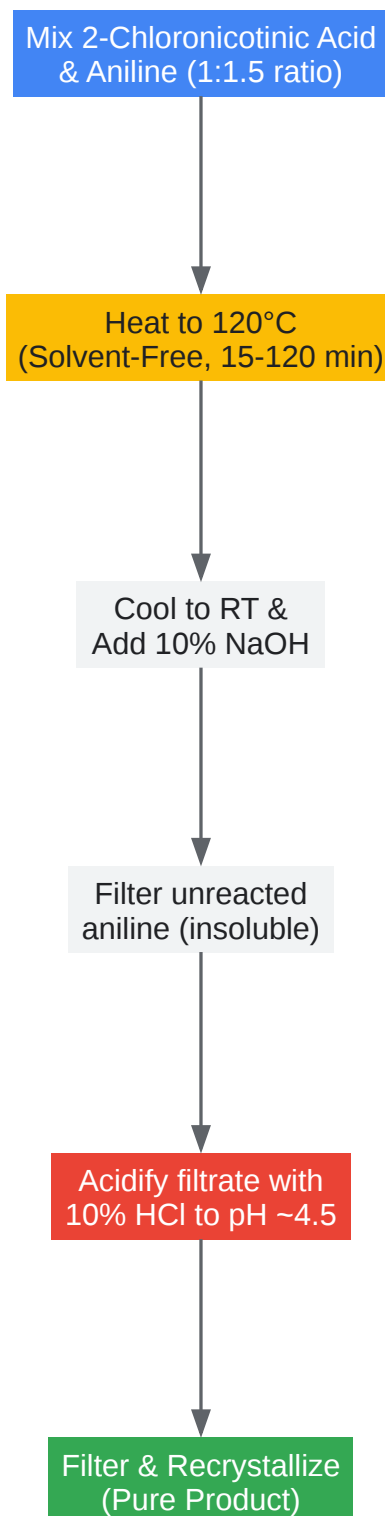 Mix 2-Chloronicotinic Acid
& Aniline (1:1.5 ratio)
Heat to 120°C
(Solvent-Free, 15-120 min)
Cool to RT &
Add 10% NaOH
Filter unreacted
aniline (insoluble)
Acidify filtrate with
10% HCl to pH ~4.5
Filter & Recrystallize
(Pure Product)